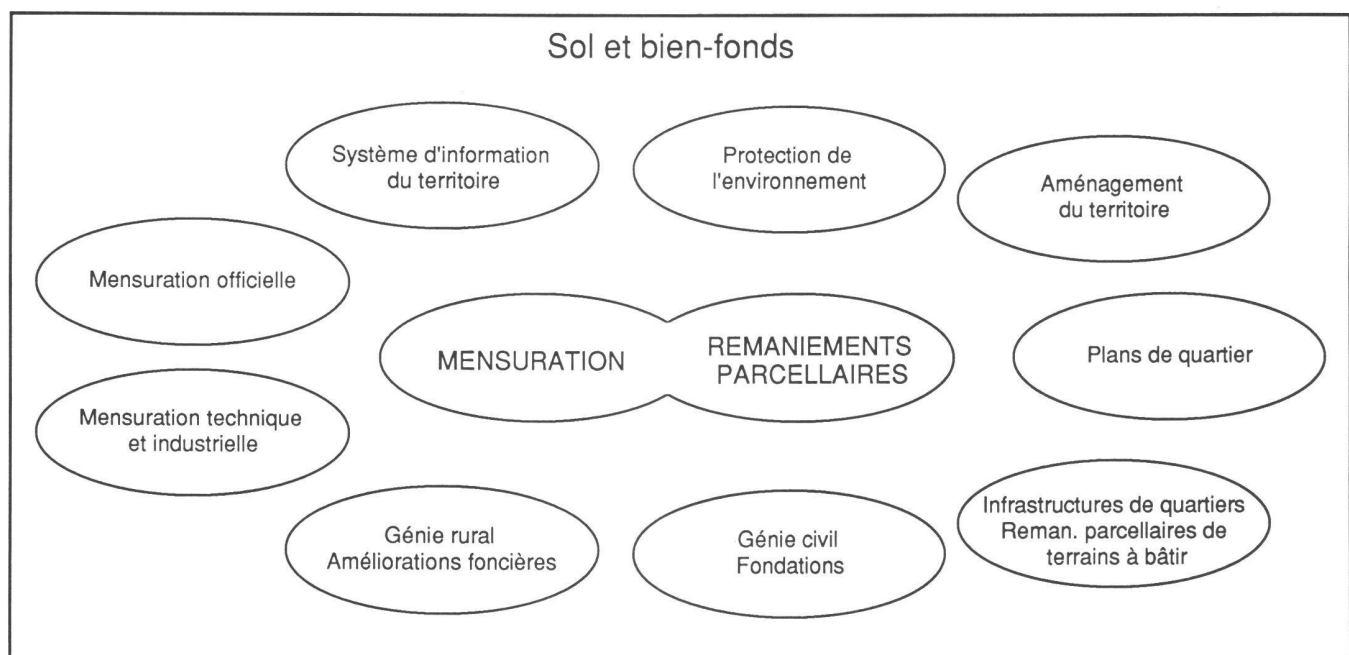 Sol et bien-fonds
Système d'information
du territoire
Protection de
l'environnement
Aménagement
du territoire
Mensuration officielle
MENSURATION
REMANIEMENTS
PARCELLAIRES
Plans de quartier
Mensuration technique
et industrielle
Génie rural
Améliorations foncières
Génie civil
Fondations
Infrastructures de quartiers
Reman. parcellaires de
terrains à bâtir